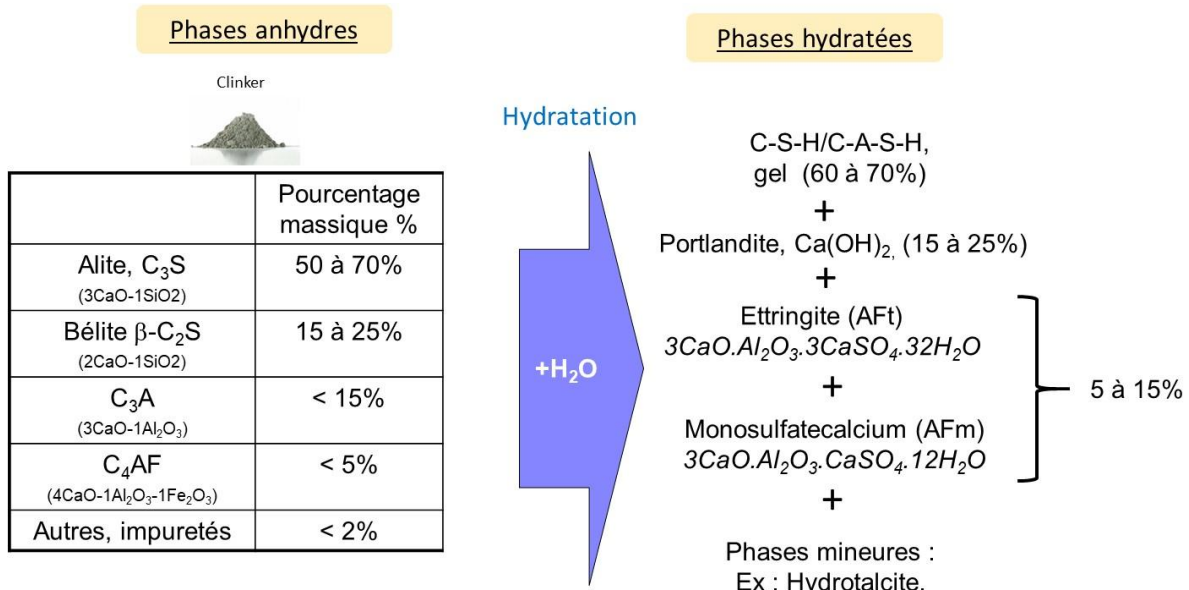 Phases anhydres
Clinker
Pourcentage
massique %
Alite, C₃S
(3CaO-1SiO2)
50 à 70%
Bélite β-C₂S
(2CaO-1SiO2)
15 à 25%
C₃A
(3CaO-1Al₂O₃)
< 15%
C₄AF
(4CaO-1Al₂O₃-1Fe₂O₃)
< 5%
Autres, impuretés
< 2%
Hydratation
+H₂O
Phases hydratées
C-S-H/C-A-S-H,
gel (60 à 70%)
+
Portlandite, Ca(OH)₂, (15 à 25%)
+
Ettringite (AFt)
3CaO.Al₂O₃.3CaSO₄.32H₂O
+
Monosulfatecalcium (AFm)
3CaO.Al₂O₃.CaSO₄.12H₂O
+
5 à 15%
Phases mineures :
Ex : Hydrotalcite.